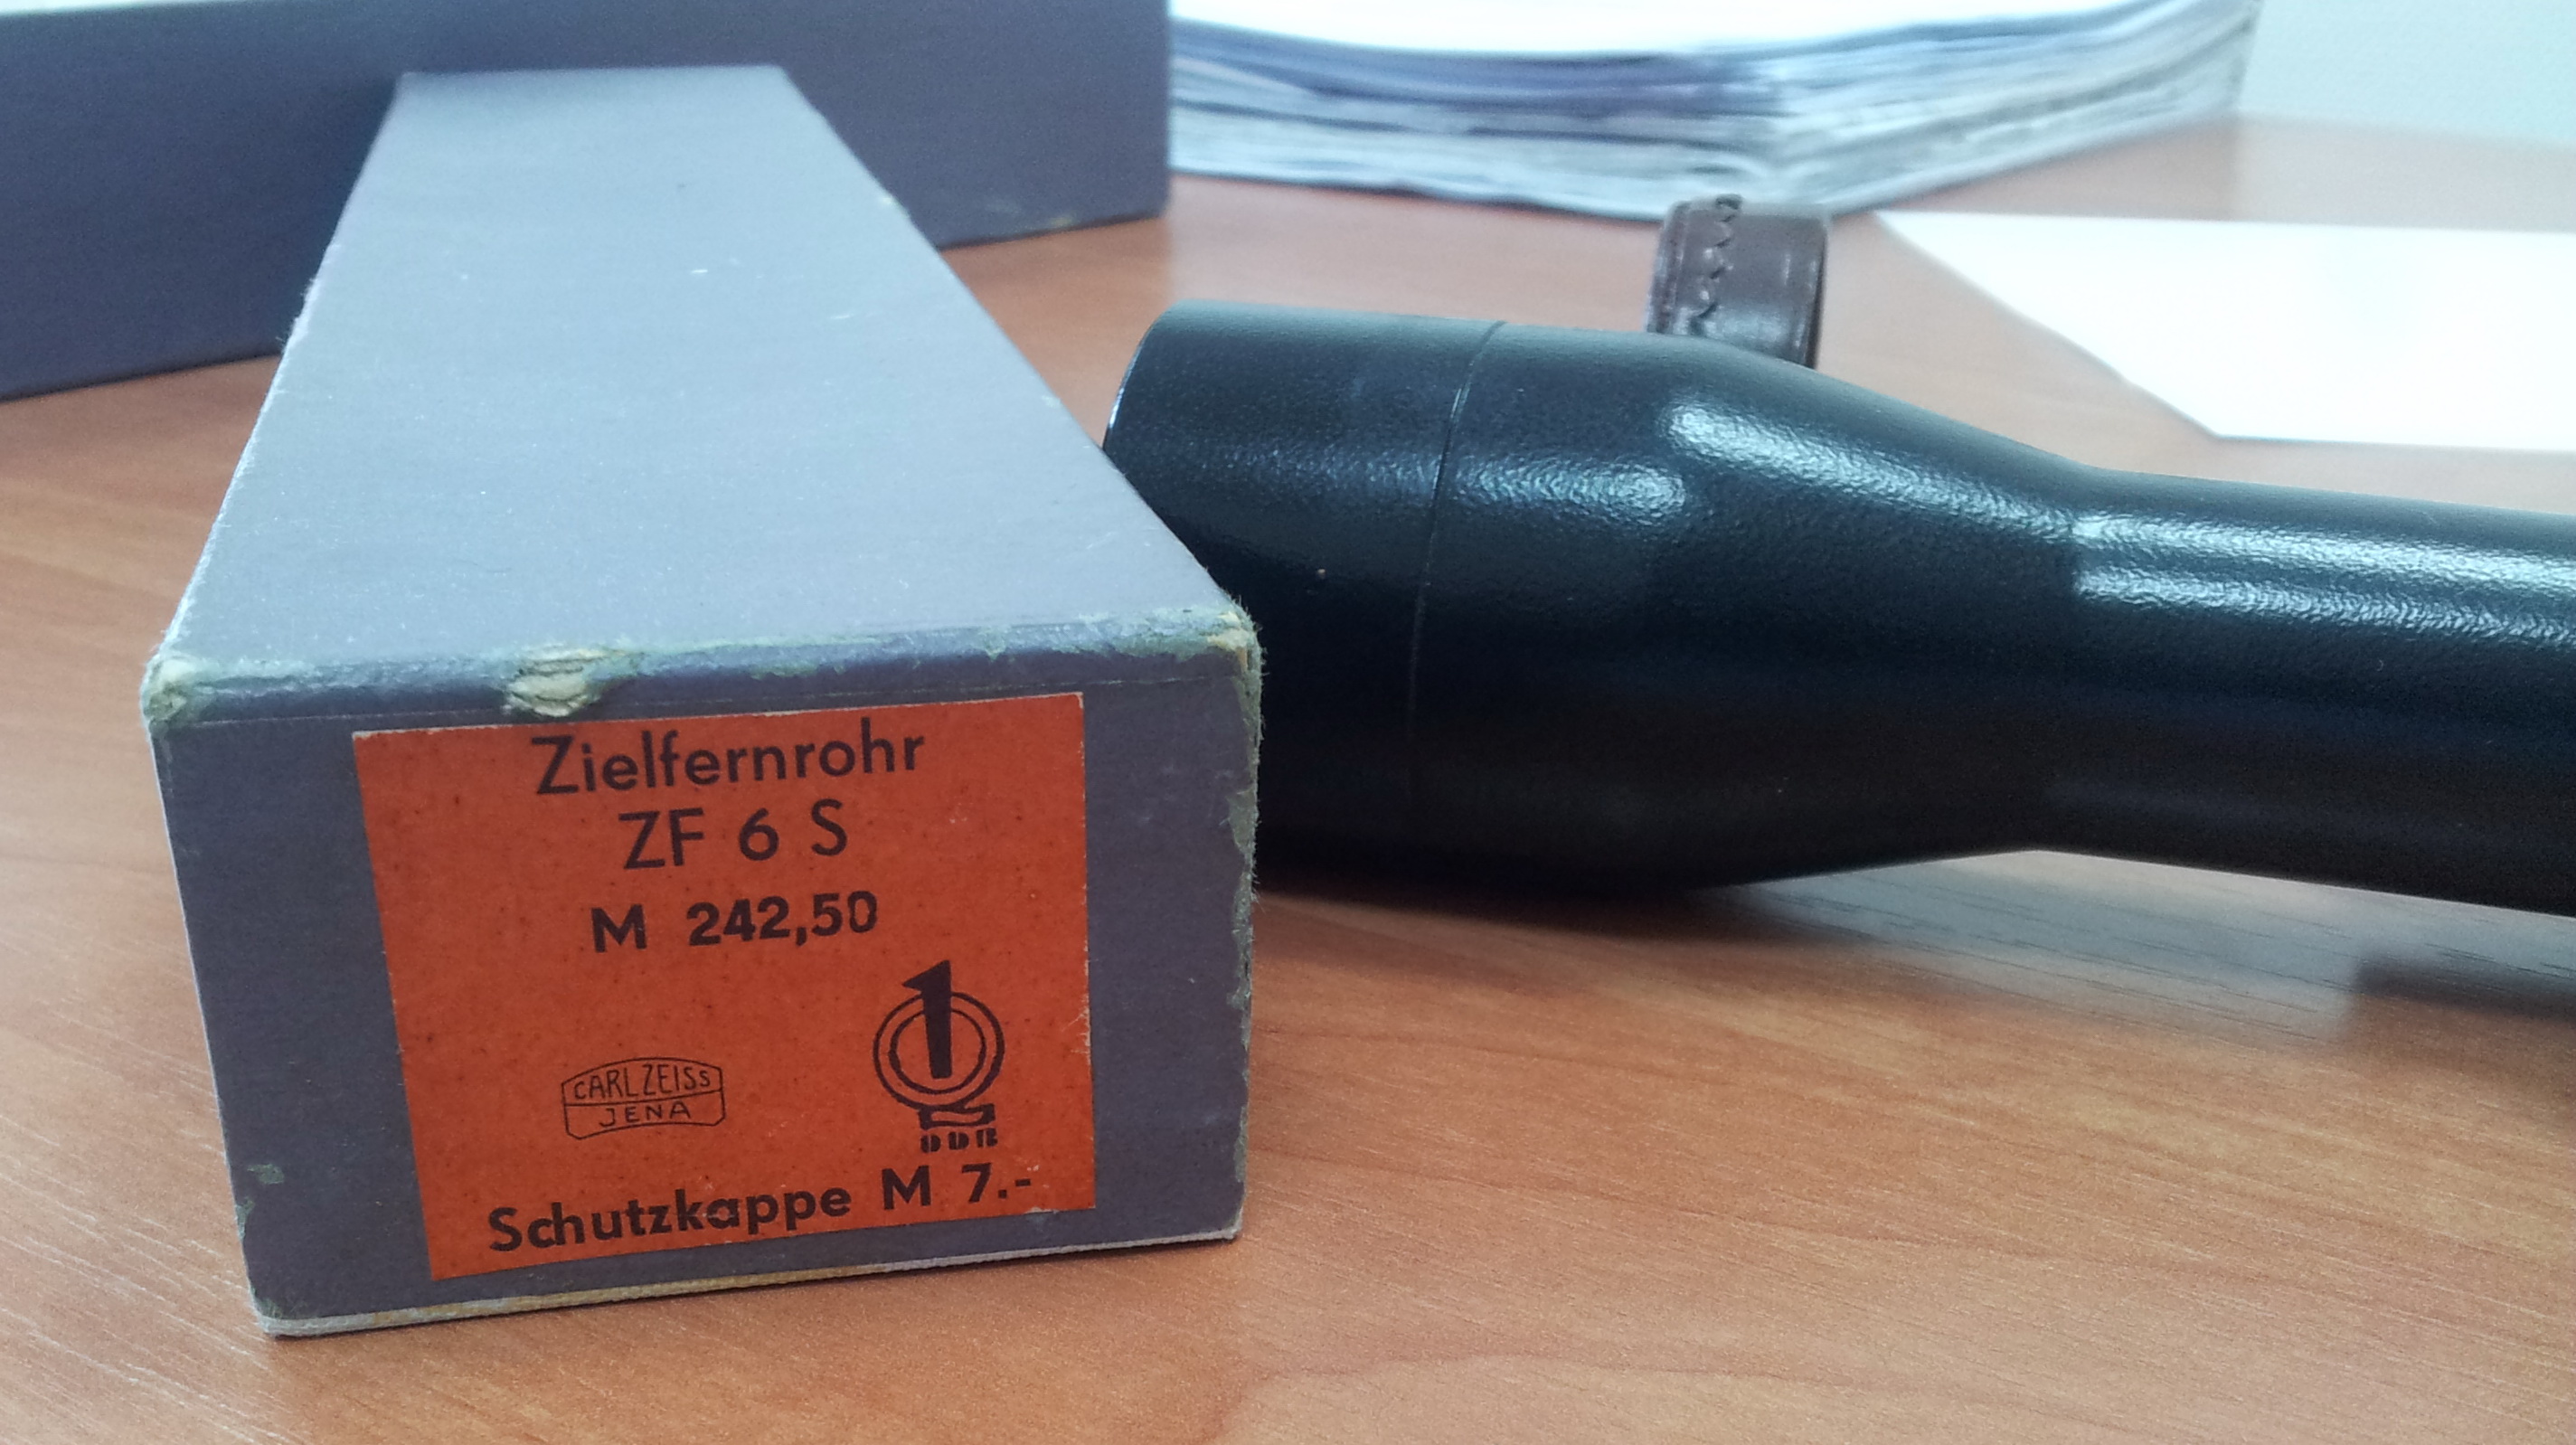 Zielfernrohr
ZF 6 S
M 242,50
1
CARL ZEISS
JENA
DDR
Schutzkappe M 7.-